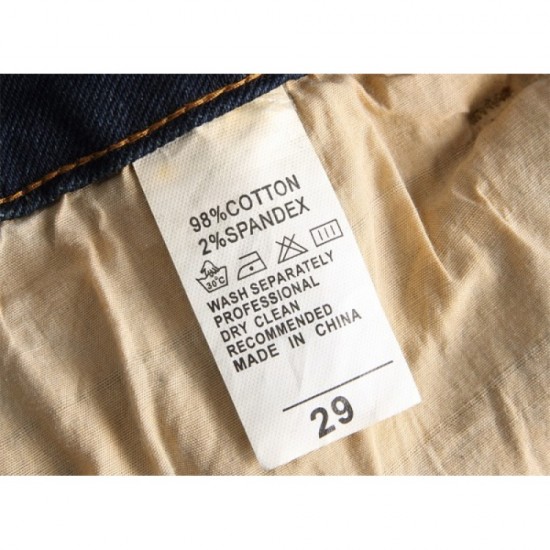 98%COTTON
2%SPANDEX
30°C
WASH SEPARATELY
PROFESSIONAL
DRY CLEAN
RECOMMENDED
MADE IN CHINA
29